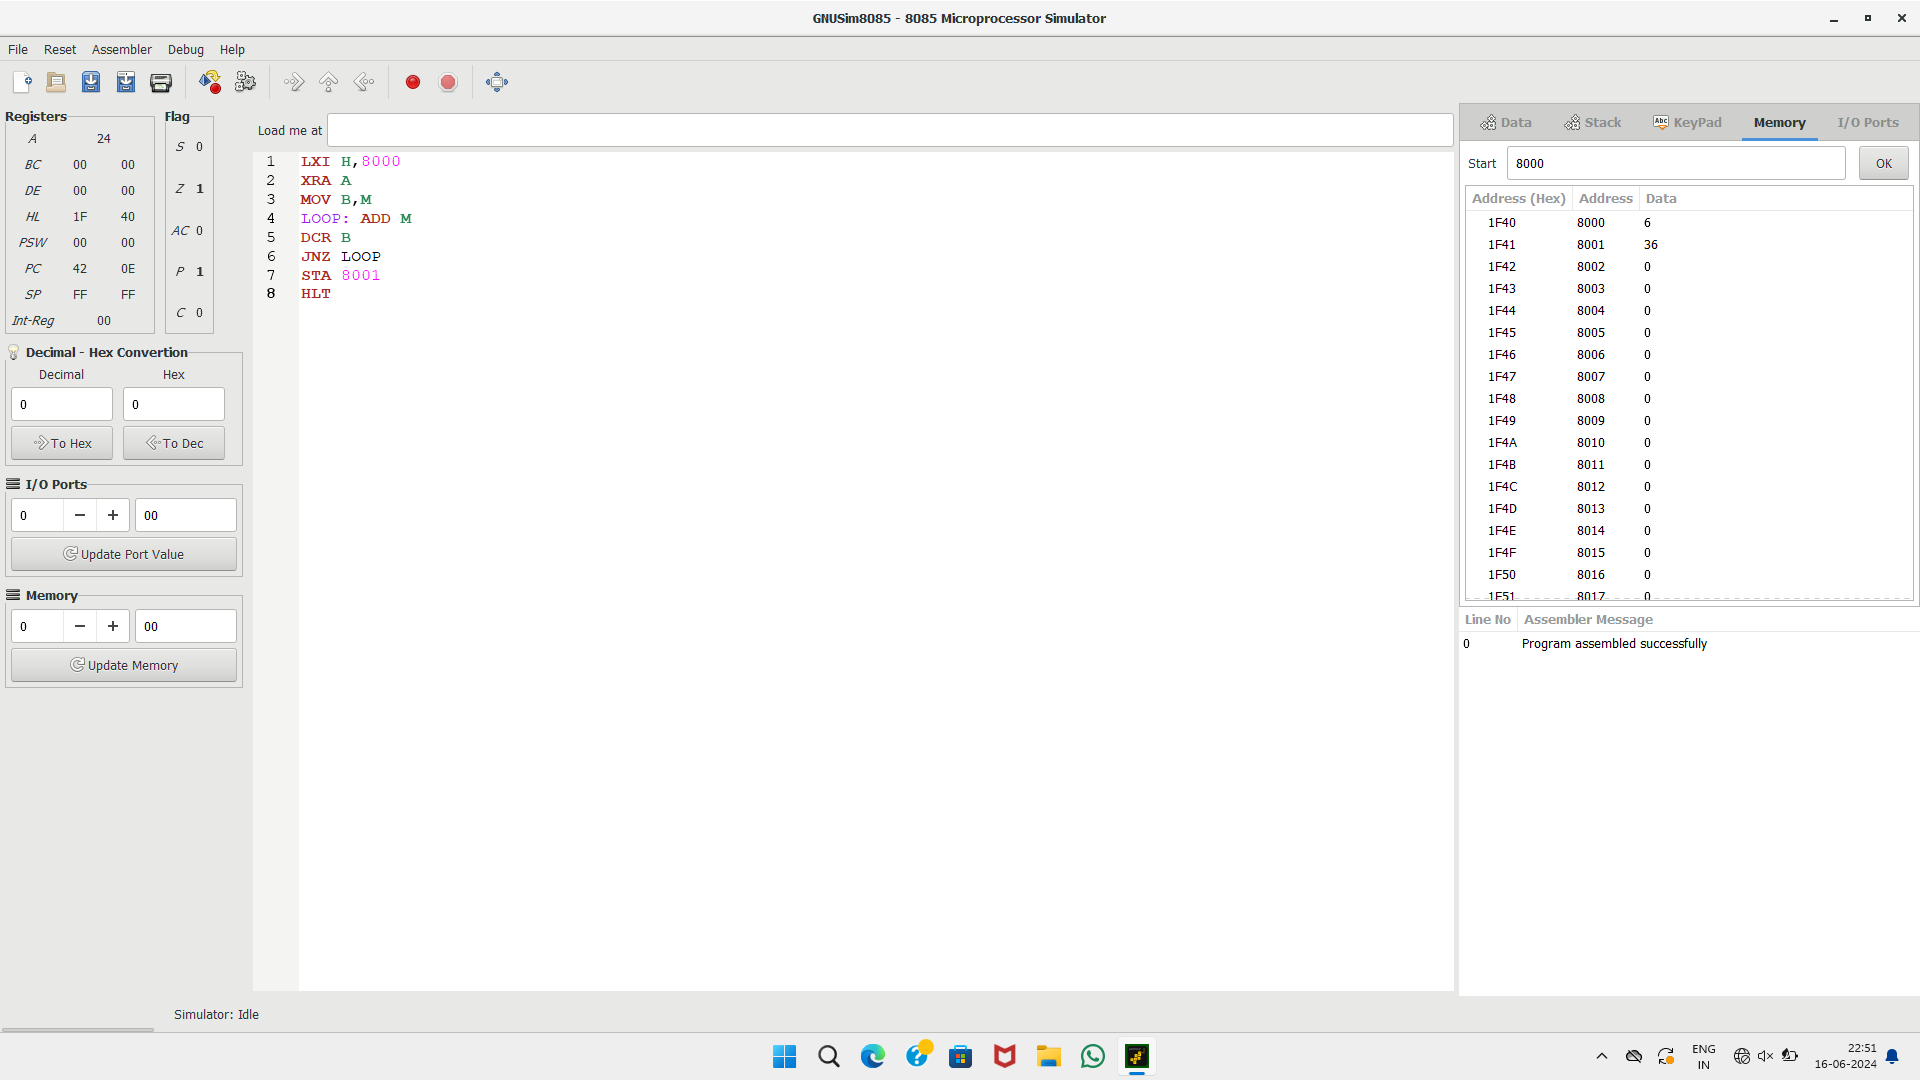 GNUSim8085 - 8085 Microprocessor Simulator
File Reset Assembler Debug Help
Registers
A 24
BC 00 00
DE 00 00
HL 1F 40
PSW 00 00
PC 42 0E
SP FF FF
Int-Reg 00
Flag
S 0
Z 1
AC 0
P 1
C 0
Decimal - Hex Convertion
Decimal Hex
0 0
To Hex To Dec
I/O Ports
0 − + 00
Update Port Value
Memory
0 − + 00
Update Memory
Load me at
1 LXI H,8000
2 XRA A
3 MOV B,M
4 LOOP: ADD M
5 DCR B
6 JNZ LOOP
7 STA 8001
8 HLT
Data Stack Abc KeyPad Memory I/O Ports
Start 8000 OK
Address (Hex) Address Data
1F40 8000 6
1F41 8001 36
1F42 8002 0
1F43 8003 0
1F44 8004 0
1F45 8005 0
1F46 8006 0
1F47 8007 0
1F48 8008 0
1F49 8009 0
1F4A 8010 0
1F4B 8011 0
1F4C 8012 0
1F4D 8013 0
1F4E 8014 0
1F4F 8015 0
1F50 8016 0
1F51 8017 0
Line No Assembler Message
0 Program assembled successfully
Simulator: Idle
ENG
IN
22:51
16-06-2024